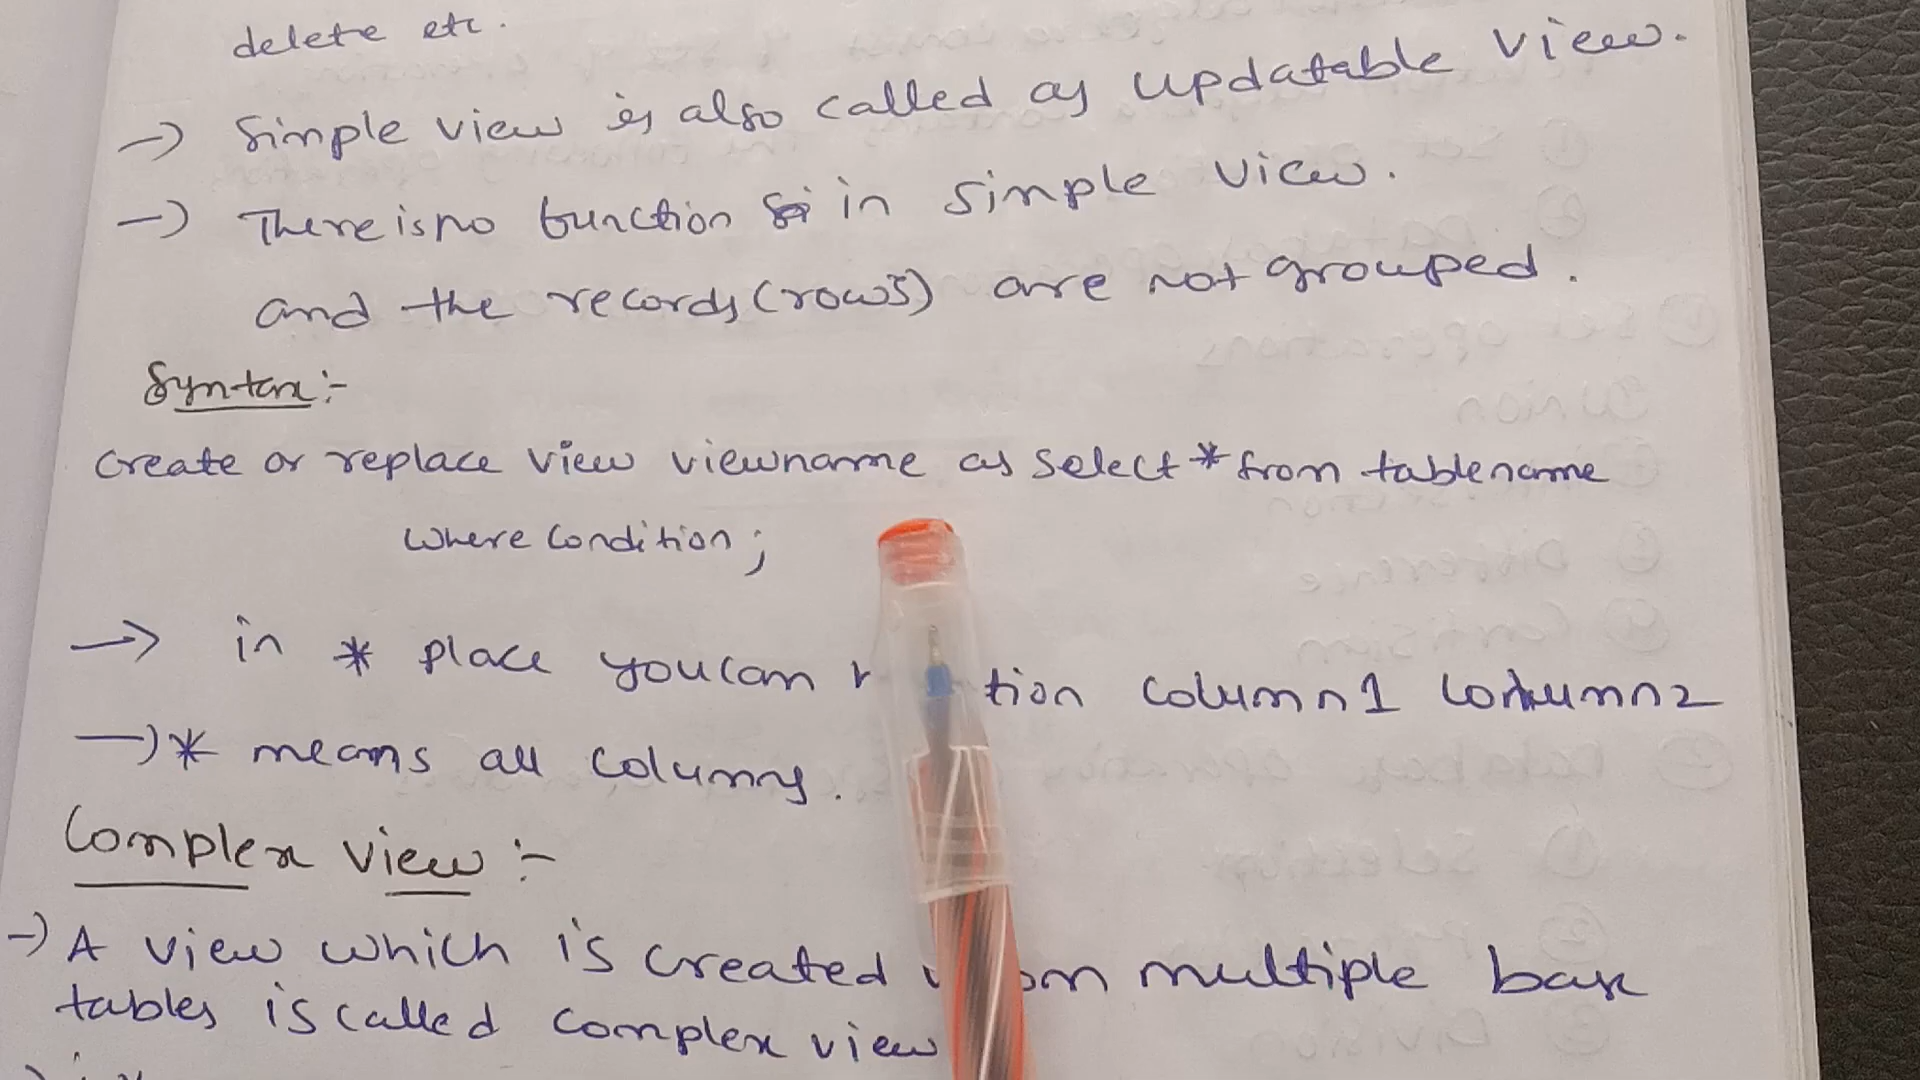 delete etc.
→ Simple view is also called as updatable view.
→ There is no function in simple view.
and the records (rows) are not grouped.
Syntax:-
create or replace view viewname as select * from tablename
where condition;
→ in * place you can tion column1 column2
→ * means all columns.
Complex view :-
→ A view which is created multiple base
tables is called complex view